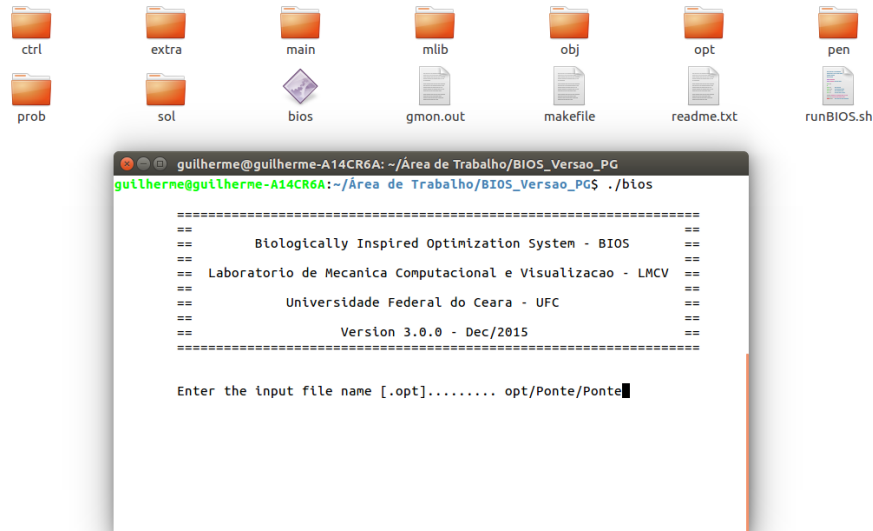 ctrl extra main mlib obj opt pen
prob sol bios gmon.out makefile readme.txt runBIOS.sh
guilherme@guilherme-A14CR6A: ~/Área de Trabalho/BIOS_Versao_PG
guilherme@guilherme-A14CR6A:~/Área de Trabalho/BIOS_Versao_PG$ ./bios
===================================================================
== ==
== Biologically Inspired Optimization System - BIOS ==
== ==
== Laboratorio de Mecanica Computacional e Visualizacao - LMCV ==
== ==
== Universidade Federal do Ceara - UFC ==
== ==
== Version 3.0.0 - Dec/2015 ==
===================================================================
Enter the input file name [.opt]......... opt/Ponte/Ponte